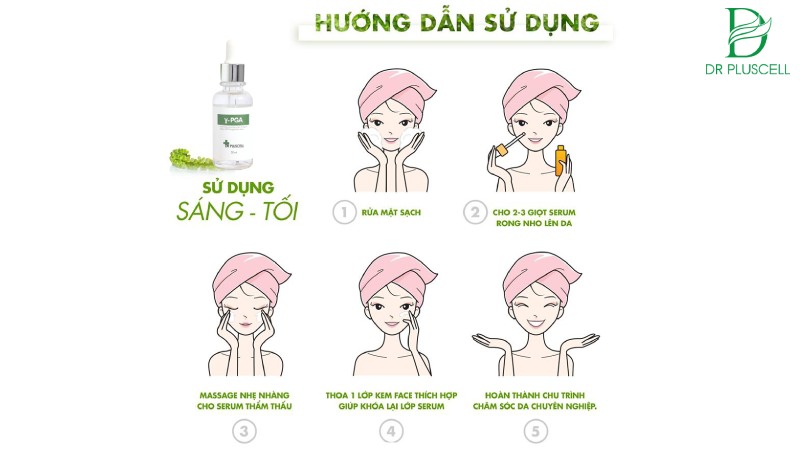 HƯỚNG DẪN SỬ DỤNG
DR PLUSCELL
γ-PGA
PLUSCELL
SỬ DỤNG
SÁNG - TỐI
1 RỬA MẶT SẠCH
2 CHO 2-3 GIỌT SERUM
RONG NHO LÊN DA
MASSAGE NHẸ NHÀNG
CHO SERUM THẨM THẤU
3
THOA 1 LỚP KEM FACE THÍCH HỢP
GIÚP KHÓA LẠI LỚP SERUM
4
HOÀN THÀNH CHU TRÌNH
CHĂM SÓC DA CHUYÊN NGHIỆP.
5